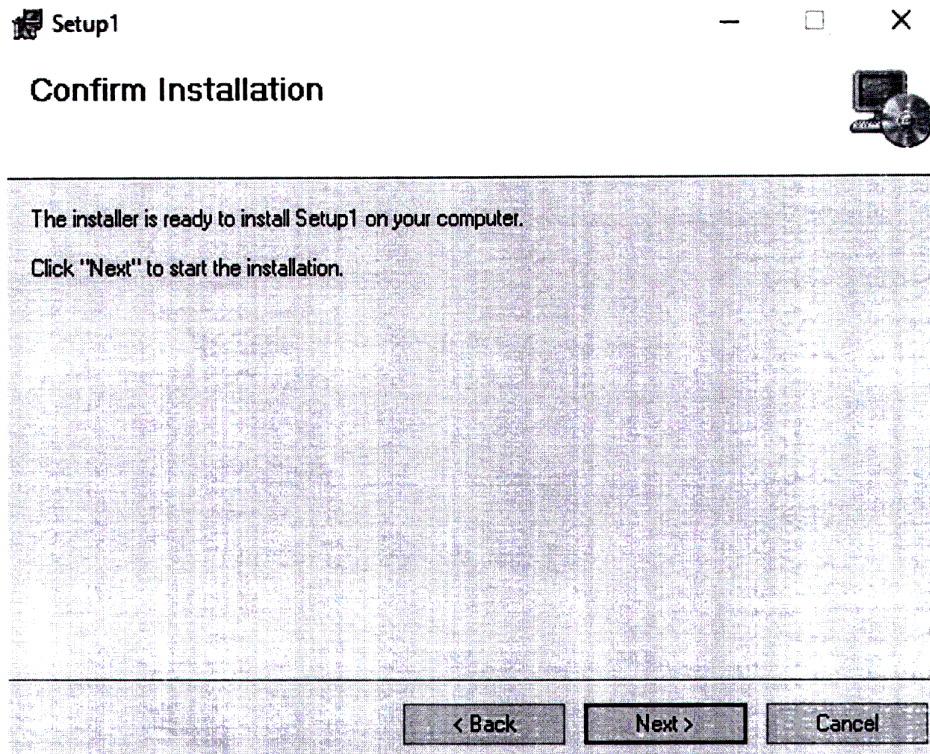 Setup1
Confirm Installation
The installer is ready to install Setup1 on your computer.
Click "Next" to start the installation.
< Back
Next >
Cancel